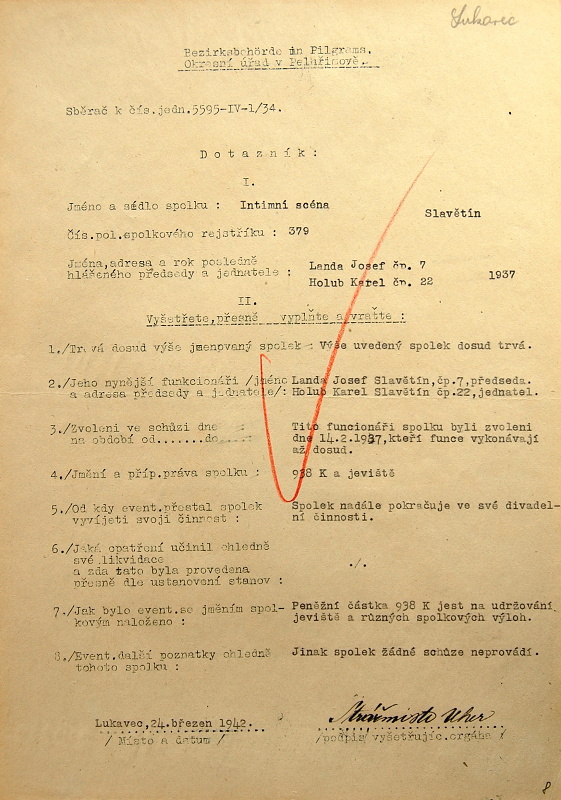 Lukavec
Bezirksbehörde in Pilgrams.
Okresní úřad v Pelhřimově.
Sběrač k čís.jedn.5595-IV-1/34.
Dotazník:
I.
Jméno a sídlo spolku : Intimní scéna
Slavětín
Čís.pol.spolkového rejstříku : 379
Jména,adresa a rok posledně
hlášeného předsedy a jednatele : Landa Josef čp. 7
Holub Karel čp. 22 1937
II.
Vyšetřete,přesně vyplňte a vraťte :
1./Trvá dosud výše jmenovaný spolek : Výše uvedený spolek dosud trvá.
2./Jeho nynější funkcionáři /jméno Landa Josef Slavětín,čp.7,předseda.
a adresa předsedy a jednatele/: Holub Karel Slavětín čp.22,jednatel.
3./Zvoleni ve schůzi dne : Tito funcionáři spolku byli zvoleni
na období od.......do..... dne 14.2.1937,kteří funce vykonávají
až dosud.
4./Jmění a příp.práva spolku : 938 K a jeviště
5./Od kdy event.přestal spolek Spolek nadále pokračuje ve své divadel-
vyvíjeti svoji činnost : ní činnosti.
6./Jaká opatření učinil ohledně
své likvidace
a zda tato byla provedena ./.
přesně dle ustanovení stanov :
7./Jak bylo event.se jměním spol- Peněžní částka 938 K jest na udržování
kovým naloženo : jeviště a různých spolkových výloh.
8./Event.další poznatky ohledně Jinak spolek žádné schůze neprovádí.
tohoto spolku :
Lukavec,24.březen 1942. Strážmistr Uher
/ Místo a datum / /podpis vyšetřujíc.orgána /
8